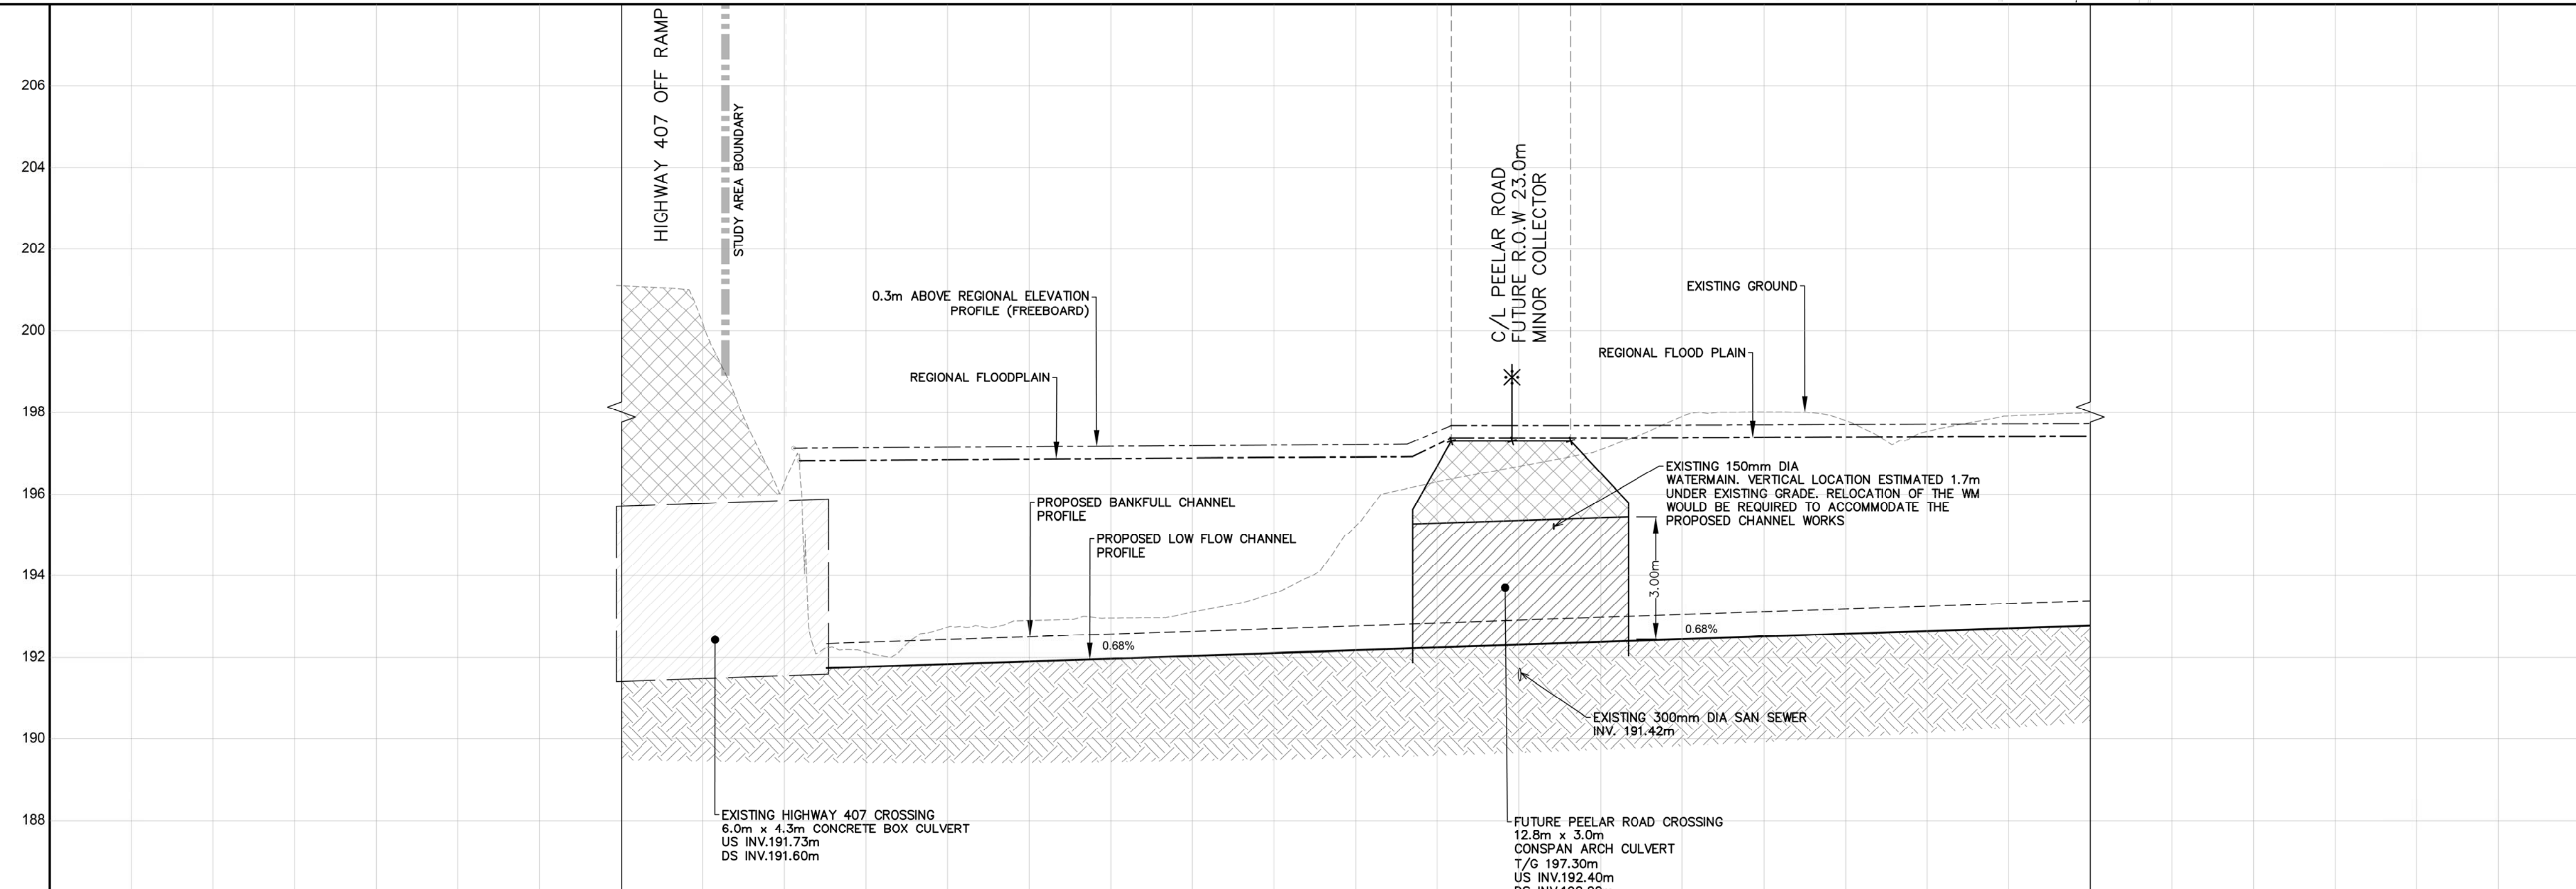 206
204
202
200
198
196
194
192
190
188
HIGHWAY 407 OFF RAMP
STUDY AREA BOUNDARY
0.3m ABOVE REGIONAL ELEVATION
PROFILE (FREEBOARD)
REGIONAL FLOODPLAIN
PROPOSED BANKFULL CHANNEL
PROFILE
PROPOSED LOW FLOW CHANNEL
PROFILE
0.68%
C/L PEELAR ROAD
FUTURE R.O.W 23.0m
MINOR COLLECTOR
EXISTING GROUND
REGIONAL FLOOD PLAIN
EXISTING 150mm DIA
WATERMAIN. VERTICAL LOCATION ESTIMATED 1.7m
UNDER EXISTING GRADE. RELOCATION OF THE WM
WOULD BE REQUIRED TO ACCOMMODATE THE
PROPOSED CHANNEL WORKS
3.00m
0.68%
EXISTING 300mm DIA SAN SEWER
INV. 191.42m
EXISTING HIGHWAY 407 CROSSING
6.0m x 4.3m CONCRETE BOX CULVERT
US INV.191.73m
DS INV.191.60m
FUTURE PEELAR ROAD CROSSING
12.8m x 3.0m
CONSPAN ARCH CULVERT
T/G 197.30m
US INV.192.40m